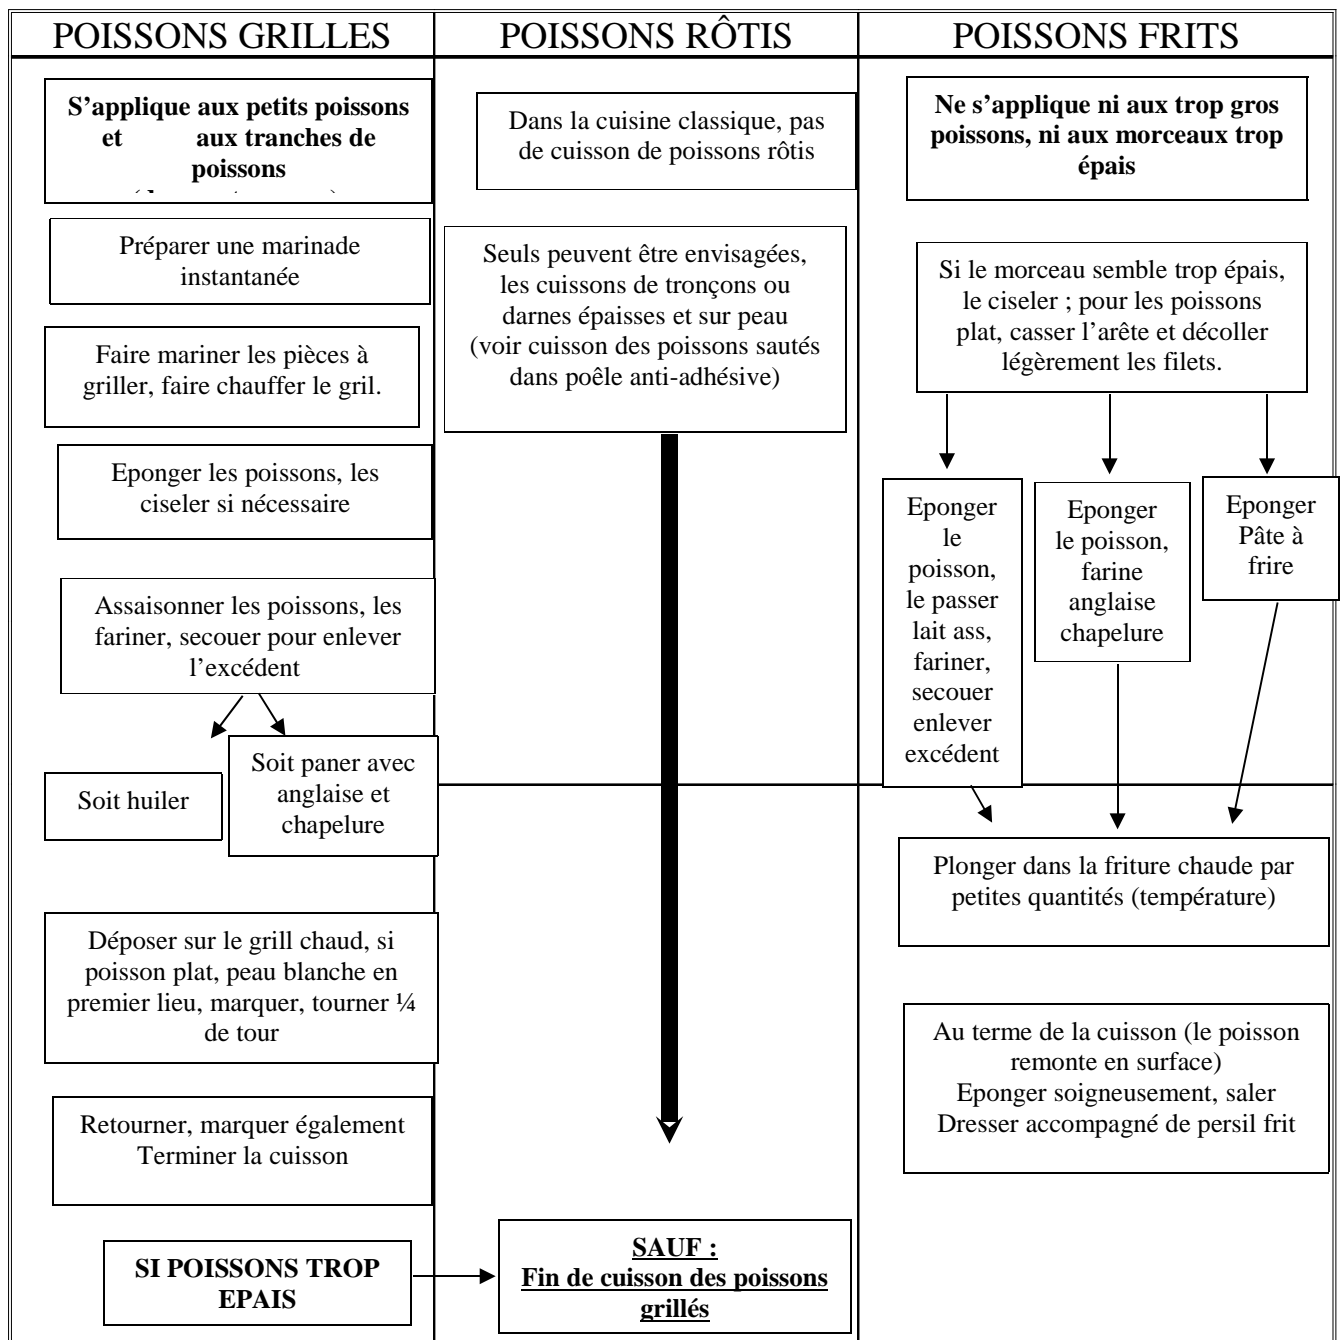 POISSONS GRILLES
S’applique aux petits poissons
et aux tranches de
poissons
Préparer une marinade
instantanée
Faire mariner les pièces à
griller, faire chauffer le gril.
Eponger les poissons, les
ciseler si nécessaire
Assaisonner les poissons, les
fariner, secouer pour enlever
l’excédent
Soit huiler
Soit paner avec
anglaise et
chapelure
Déposer sur le grill chaud, si
poisson plat, peau blanche en
premier lieu, marquer, tourner ¼
de tour
Retourner, marquer également
Terminer la cuisson
SI POISSONS TROP
EPAIS
POISSONS RÔTIS
Dans la cuisine classique, pas
de cuisson de poissons rôtis
Seuls peuvent être envisagées,
les cuissons de tronçons ou
darnes épaisses et sur peau
(voir cuisson des poissons sautés
dans poêle anti-adhésive)
SAUF :
Fin de cuisson des poissons
grillés
POISSONS FRITS
Ne s’applique ni aux trop gros
poissons, ni aux morceaux trop
épais
Si le morceau semble trop épais,
le ciseler ; pour les poissons
plat, casser l’arête et décoller
légèrement les filets.
Eponger
le
poisson,
le passer
lait ass,
fariner,
secouer
enlever
excédent
Eponger
le poisson,
farine
anglaise
chapelure
Eponger
Pâte à
frire
Plonger dans la friture chaude par
petites quantités (température)
Au terme de la cuisson (le poisson
remonte en surface)
Eponger soigneusement, saler
Dresser accompagné de persil frit